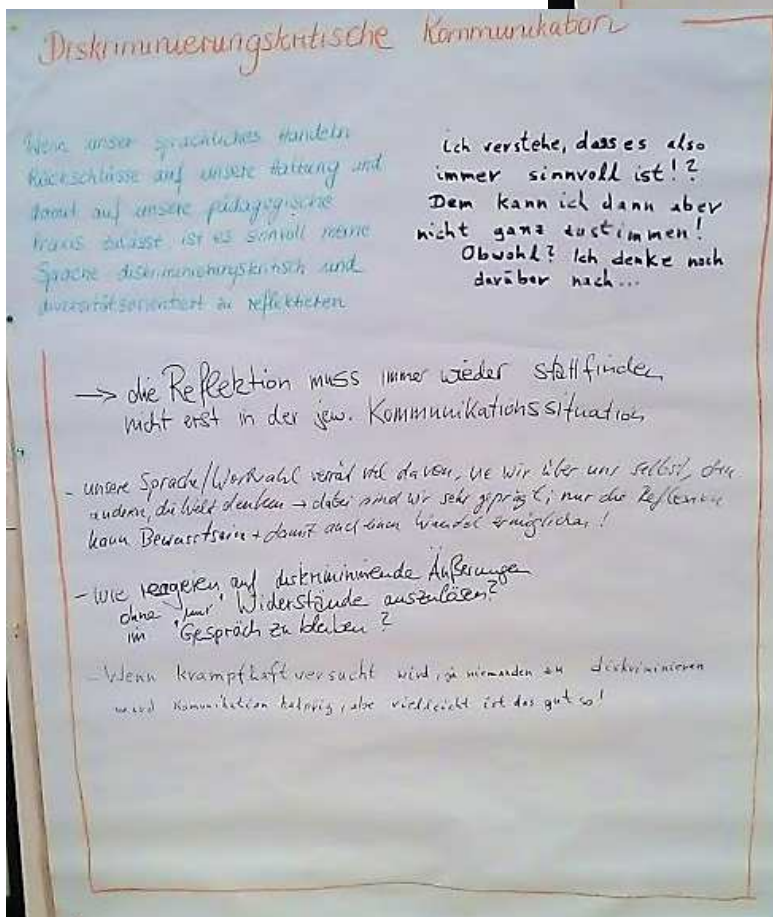 Diskriminierungskritische Kommunikation
Wenn unser sprachliches Handeln
Rückschlüsse auf unsere Haltung und
damit auf unsere pädagogische
Praxis zulässt, ist es sinnvoll meine
Sprache diskriminierungskritisch und
diversitätsorientiert zu reflektieren
ich verstehe, dass es also
immer sinnvoll ist!?
Dem kann ich dann aber
nicht ganz zustimmen!
Obwohl? Ich denke noch
darüber nach...
→ die Reflektion muss immer wieder stattfinden
nicht erst in der jew. Kommunikationssituation
- unsere Sprache/Wortwahl verrät viel davon, wie wir über uns selbst, den
andern, die Welt denken → dabei sind wir sehr geprägt; nur die Reflexion
kann Bewusstsein + damit auch einen Wandel ermöglichen!
- Wie reagieren auf diskriminierende Äußerungen
ohne "nur" Widerstände auszulösen?
im Gespräch zu bleiben?
- Wenn krampfhaft versucht wird, ja niemanden zu diskriminieren
wird Komunikation holprig, aber vielleicht ist das gut so!